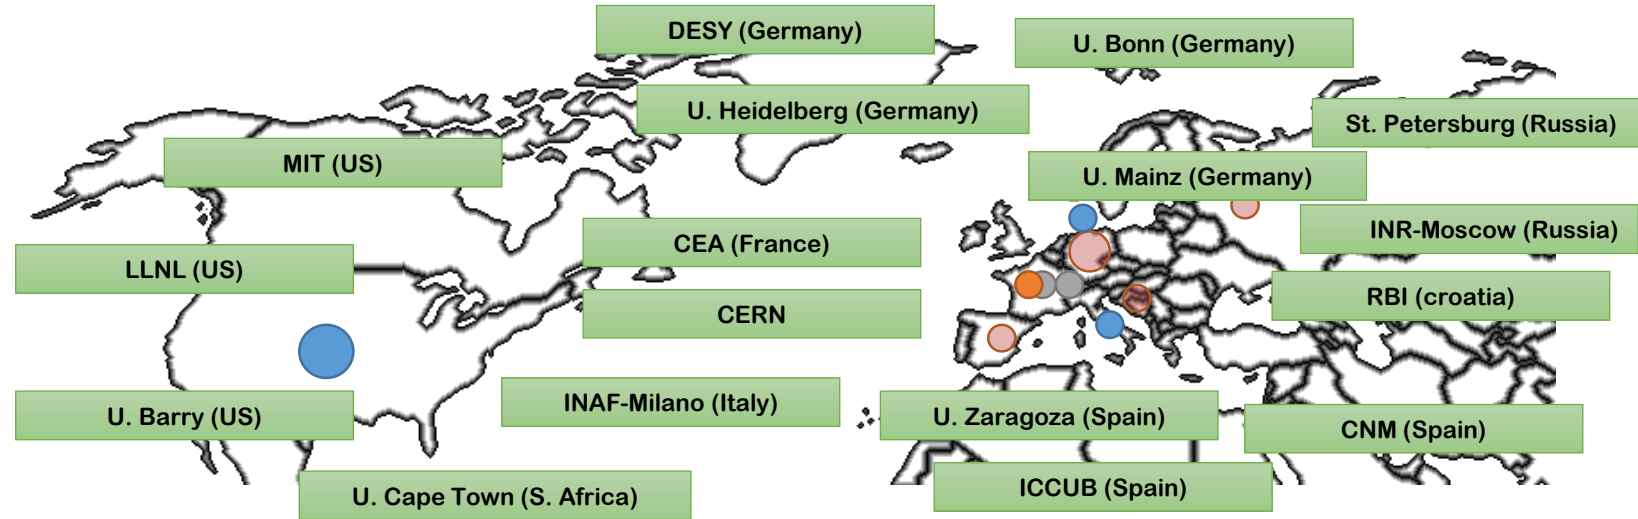 DESY (Germany)
U. Bonn (Germany)
U. Heidelberg (Germany)
St. Petersburg (Russia)
MIT (US)
U. Mainz (Germany)
INR-Moscow (Russia)
CEA (France)
LLNL (US)
RBI (croatia)
CERN
INAF-Milano (Italy)
U. Barry (US)
U. Zaragoza (Spain)
CNM (Spain)
ICCUB (Spain)
U. Cape Town (S. Africa)